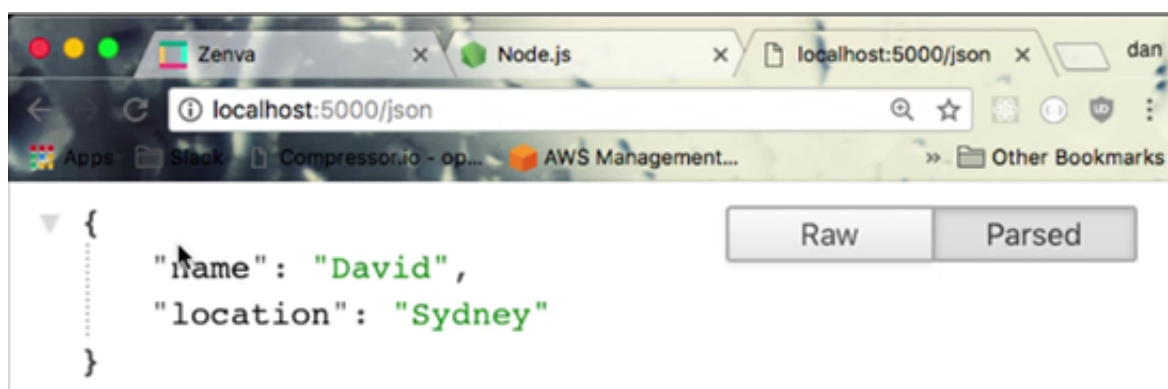 Zenva Node.js localhost:5000/json dan
localhost:5000/json
Apps Slack Compressor.io - op... AWS Management... » Other Bookmarks
{ Raw Parsed
"name": "David",
"location": "Sydney"
}